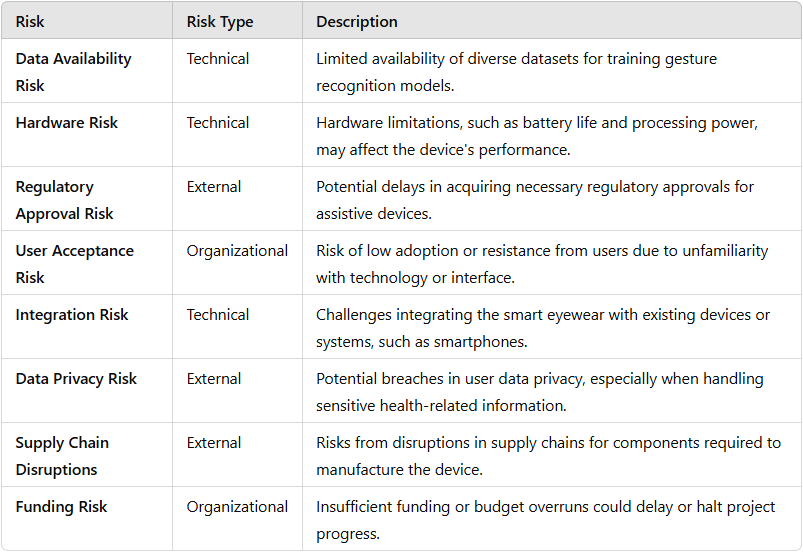 Risk Risk Type Description
Data Availability Technical Limited availability of diverse datasets for training gesture
Risk recognition models.
Hardware Risk Technical Hardware limitations, such as battery life and processing power,
may affect the device's performance.
Regulatory External Potential delays in acquiring necessary regulatory approvals for
Approval Risk assistive devices.
User Acceptance Organizational Risk of low adoption or resistance from users due to unfamiliarity
Risk with technology or interface.
Integration Risk Technical Challenges integrating the smart eyewear with existing devices or
systems, such as smartphones.
Data Privacy Risk External Potential breaches in user data privacy, especially when handling
sensitive health-related information.
Supply Chain External Risks from disruptions in supply chains for components required to
Disruptions manufacture the device.
Funding Risk Organizational Insufficient funding or budget overruns could delay or halt project
progress.